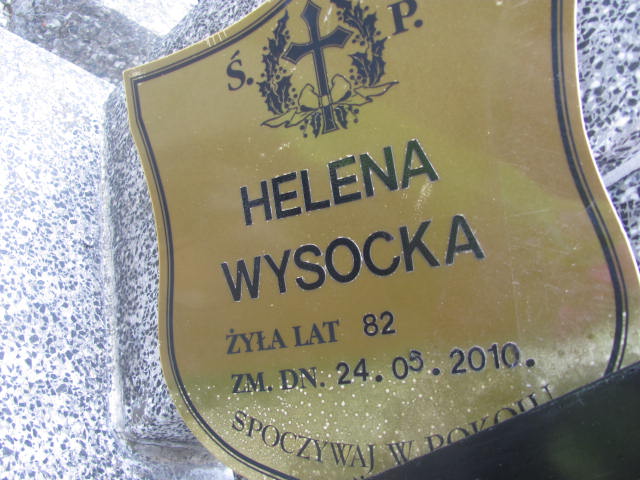 Ś. P.
HELENA
WYSOCKA
ŻYŁA LAT 82
ZM. DN. 24.05.2010.
SPOCZYWAJ W POKOJU